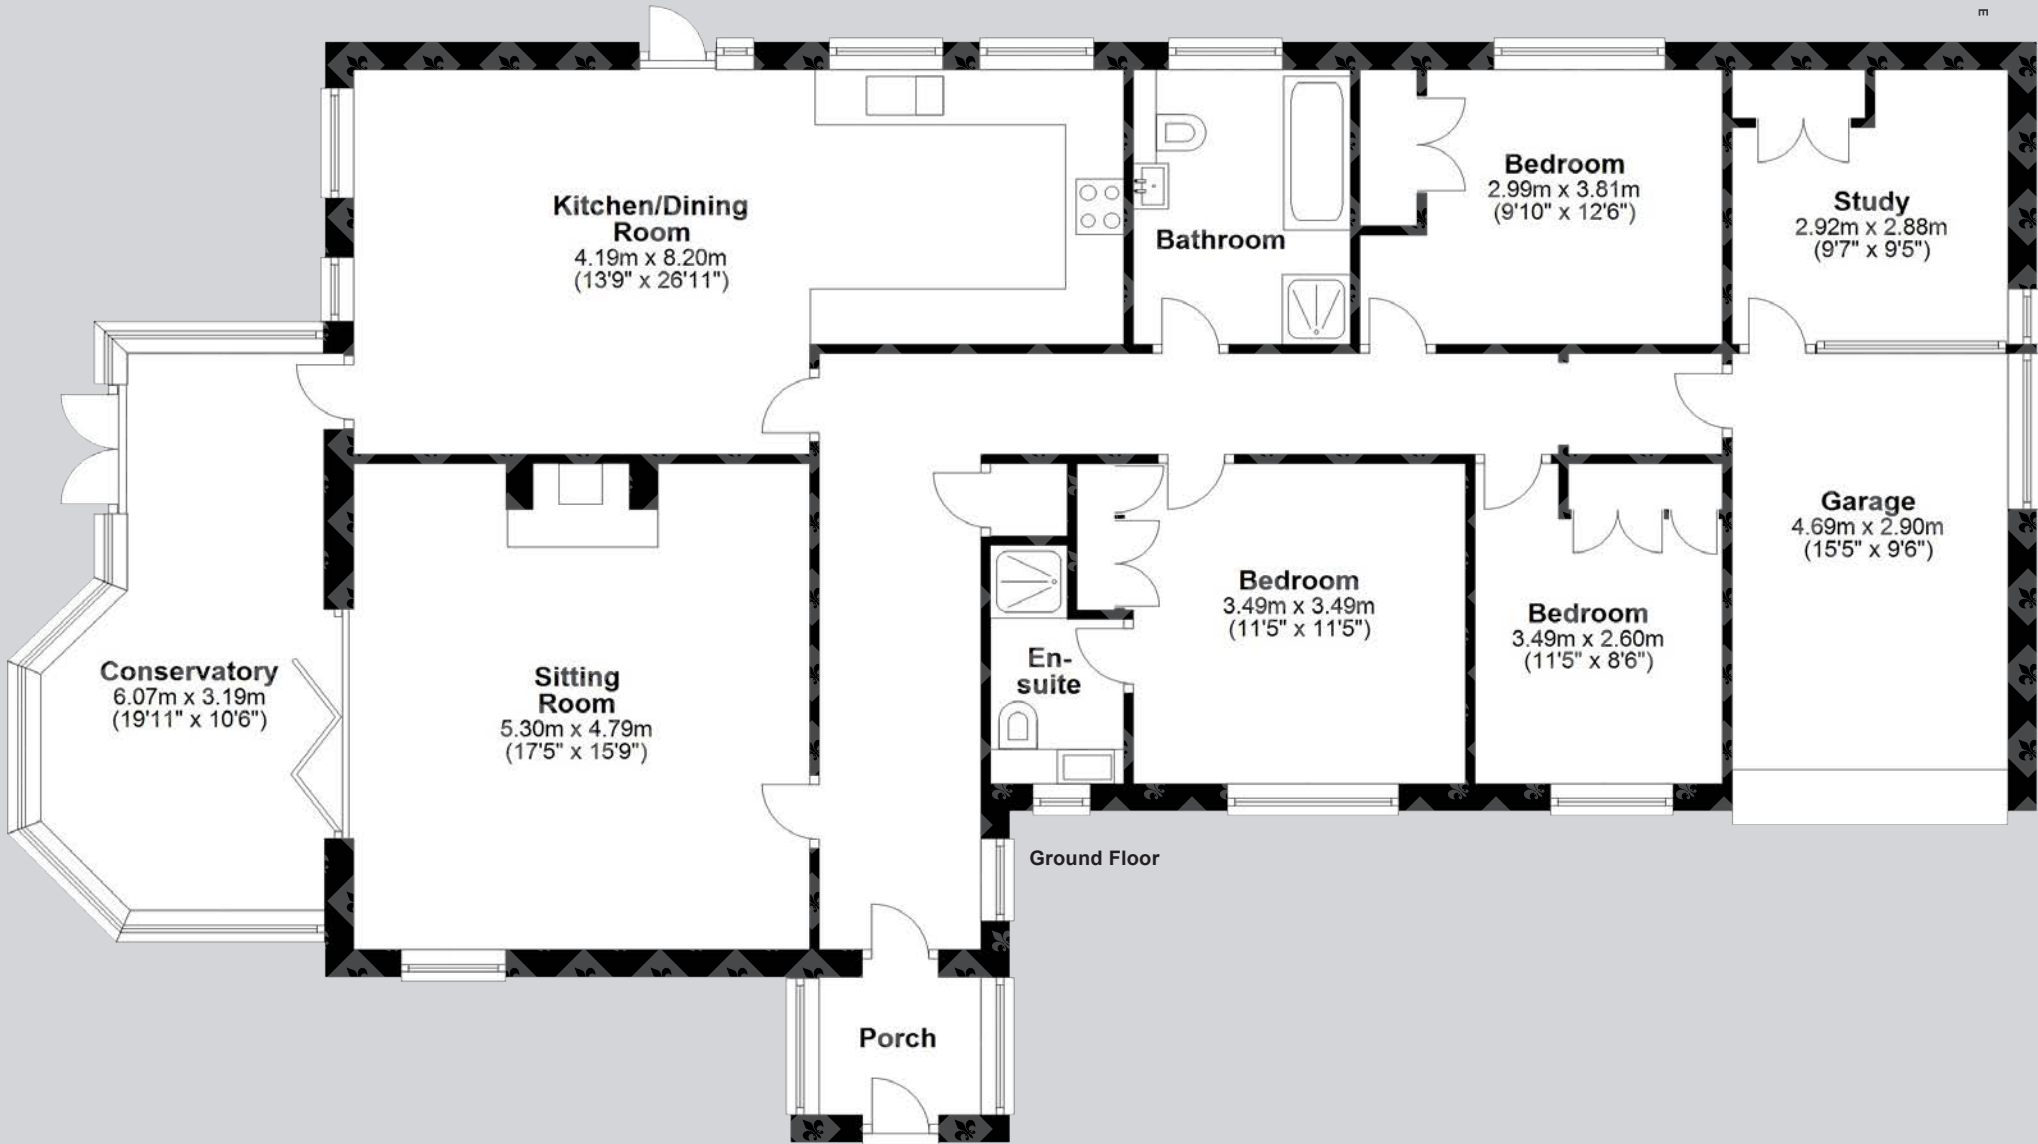 E
Kitchen/Dining
Room
4.19m x 8.20m
(13'9" x 26'11")
Bathroom
Bedroom
2.99m x 3.81m
(9'10" x 12'6")
Study
2.92m x 2.88m
(9'7" x 9'5")
Conservatory
6.07m x 3.19m
(19'11" x 10'6")
Sitting
Room
5.30m x 4.79m
(17'5" x 15'9")
En-
suite
Bedroom
3.49m x 3.49m
(11'5" x 11'5")
Bedroom
3.49m x 2.60m
(11'5" x 8'6")
Garage
4.69m x 2.90m
(15'5" x 9'6")
Ground Floor
Porch